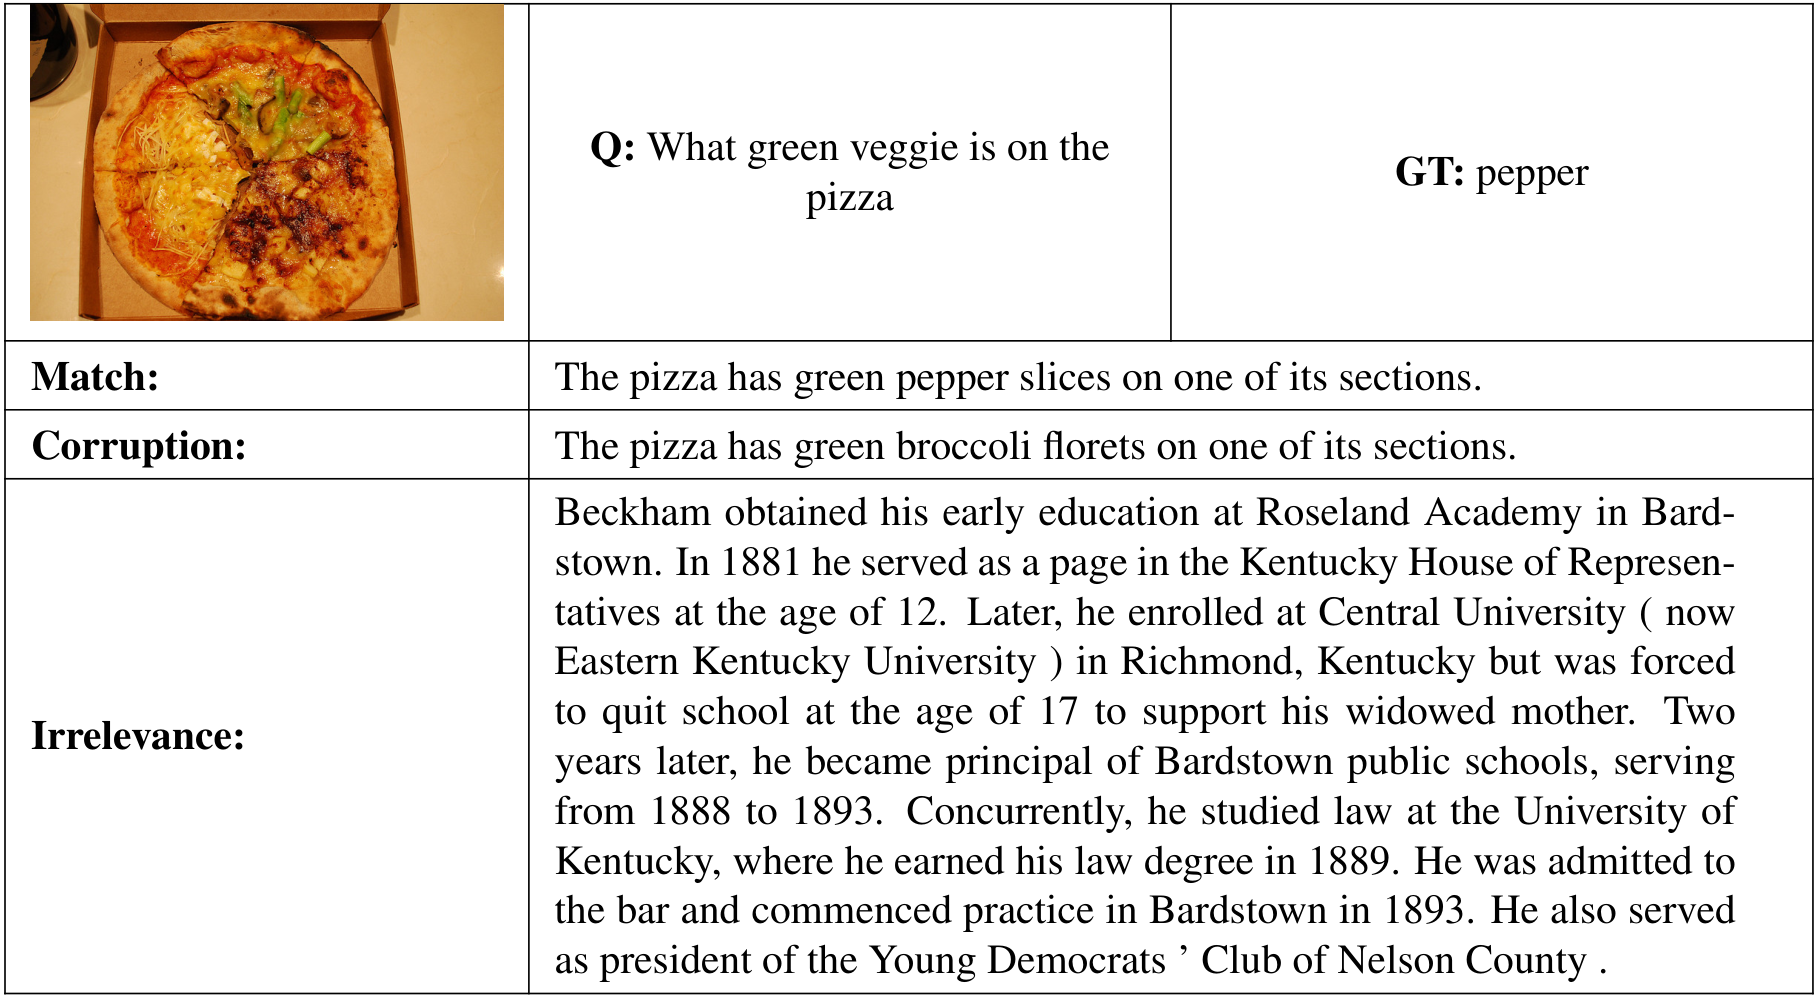 Q: What green veggie is on the
pizza
GT: pepper
Match:
The pizza has green pepper slices on one of its sections.
Corruption:
The pizza has green broccoli florets on one of its sections.
Irrelevance:
Beckham obtained his early education at Roseland Academy in Bard-
stown. In 1881 he served as a page in the Kentucky House of Represen-
tatives at the age of 12. Later, he enrolled at Central University ( now
Eastern Kentucky University ) in Richmond, Kentucky but was forced
to quit school at the age of 17 to support his widowed mother. Two
years later, he became principal of Bardstown public schools, serving
from 1888 to 1893. Concurrently, he studied law at the University of
Kentucky, where he earned his law degree in 1889. He was admitted to
the bar and commenced practice in Bardstown in 1893. He also served
as president of the Young Democrats ’ Club of Nelson County .